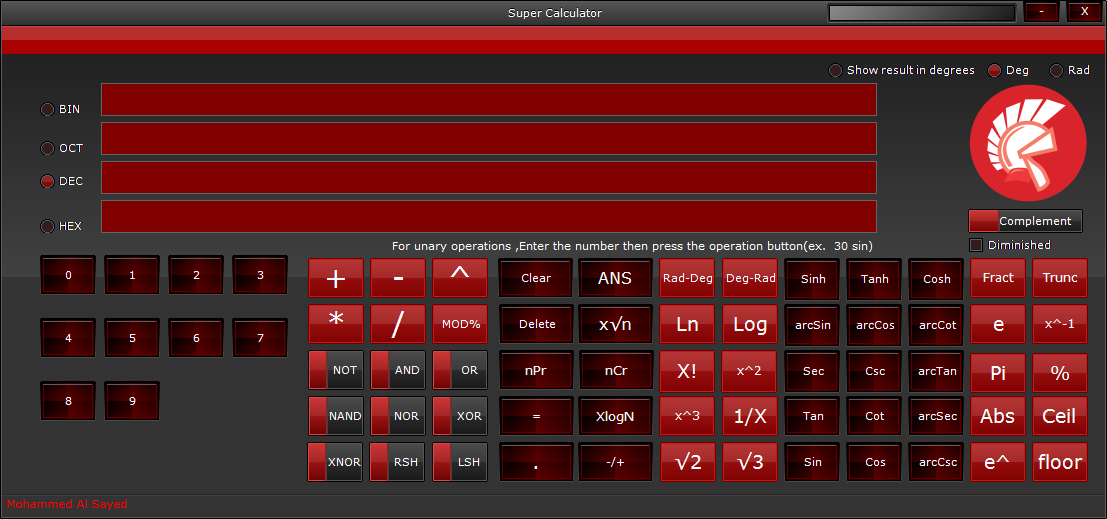 Super Calculator - X
Show result in degrees Deg Rad
BIN
OCT
DEC
HEX
Complement
For unary operations ,Enter the number then press the operation button(ex. 30 sin)
Diminished
0 1 2 3 + - ^ Clear ANS Rad-Deg Deg-Rad Sinh Tanh Cosh Fract Trunc
4 5 6 7 * / MOD% Delete x√n Ln Log arcSin arcCos arcCot e x^-1
NOT AND OR nPr nCr X! x^2 Sec Csc arcTan Pi %
8 9 NAND NOR XOR = XlogN x^3 1/X Tan Cot arcSec Abs Ceil
XNOR RSH LSH . -/+ √2 √3 Sin Cos arcCsc e^ floor
Mohammed Al Sayed